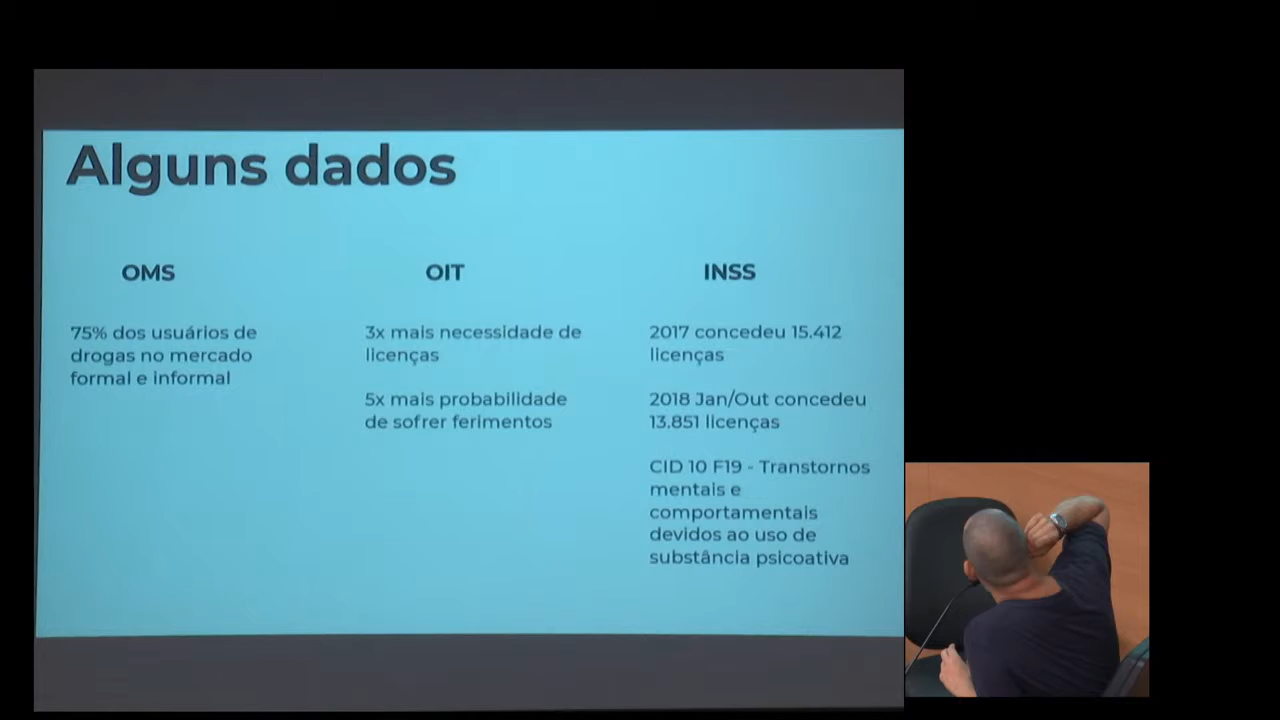 Alguns dados
OMS
75% dos usuários de
drogas no mercado
formal e informal
OIT
3x mais necessidade de
licenças
5x mais probabilidade
de sofrer ferimentos
INSS
2017 concedeu 15.412
licenças
2018 Jan/Out concedeu
13.851 licenças
CID 10 F19 - Transtornos
mentais e
comportamentais
devidos ao uso de
substância psicoativa